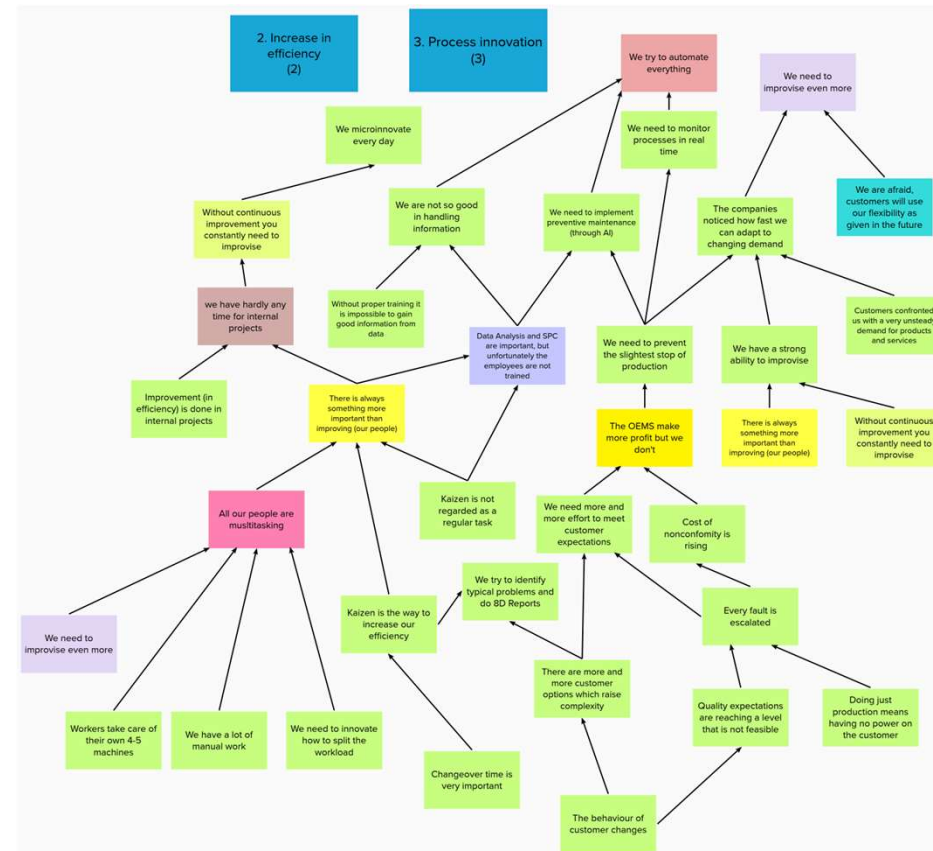 2. Increase in
efficiency
(2)
3. Process innovation
(3)
We try to automate
everything
We need to
improvise even more
We microinnovate
every day
We need to monitor
processes in real
time
We are not so good
in handling
information
We need to implement
preventive maintenance
(through AI)
The companies
noticed how fast we
can adapt to
changing demand
We are afraid,
customers will use
our flexibility as
given in the future
Without continuous
improvement you
constantly need to
improvise
we have hardly any
time for internal
projects
Without proper training it
is impossible to gain
good information from
data
Data Analysis and SPC
are important, but
unfortunately the
employees are not
trained
We need to prevent
the slightest stop of
production
We have a strong
ability to improvise
Customers confronted
us with a very unsteady
demand for products
and services
Improvement (in
efficiency) is done in
internal projects
There is always
something more
important than
improving (our people)
The OEMS make
more profit but we
don't
There is always
something more
important than
improving (our people)
Without continuous
improvement you
constantly need to
improvise
All our people are
musltitasking
Kaizen is not
regarded as a
regular task
We need more and
more effort to meet
customer
expectations
Cost of
nonconfomity is
rising
We need to
improvise even more
Kaizen is the way to
increase our
efficiency
We try to identify
typical problems and
do 8D Reports
Every fault is
escalated
There are more and
more customer
options which raise
complexity
Quality expectations
are reaching a level
that is not feasible
Doing just
production means
having no power on
the customer
Workers take care of
their own 4-5
machines
We have a lot of
manual work
We need to innovate
how to split the
workload
Changeover time is
very important
The behaviour of
customer changes